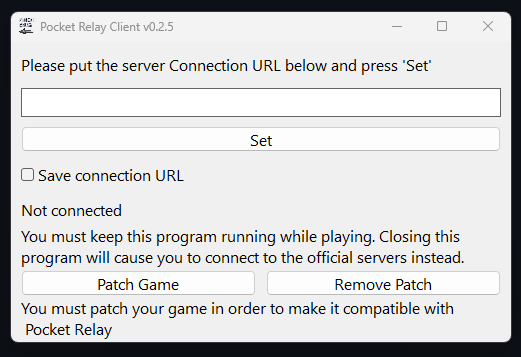 Pocket Relay Client v0.2.5
Please put the server Connection URL below and press 'Set'
Set
Save connection URL
Not connected
You must keep this program running while playing. Closing this
program will cause you to connect to the official servers instead.
Patch Game
Remove Patch
You must patch your game in order to make it compatible with
Pocket Relay